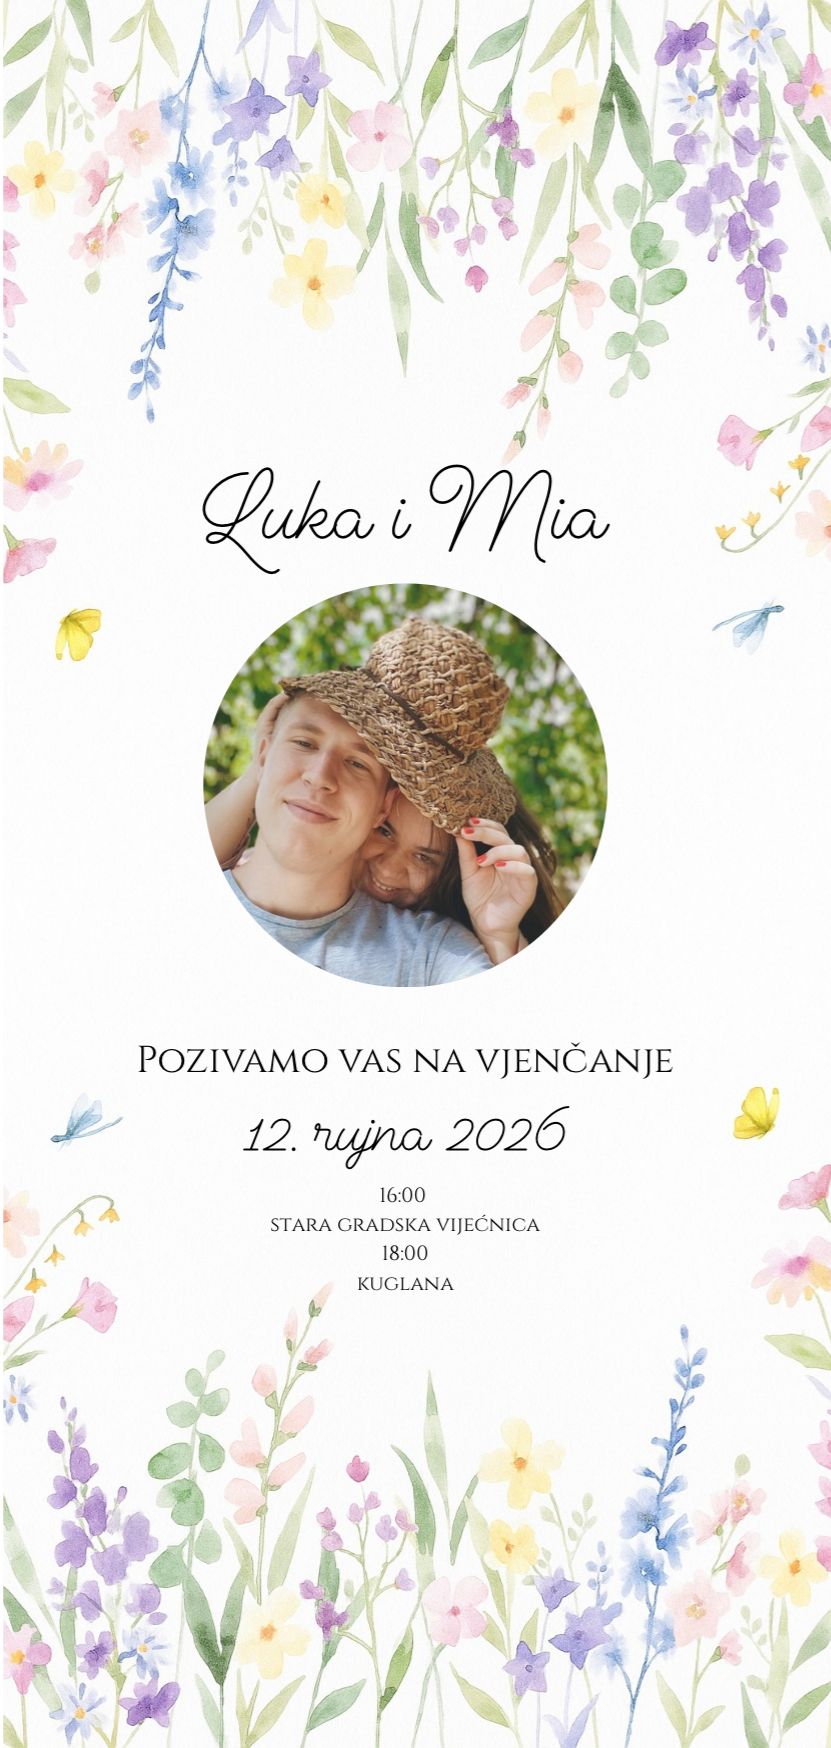 Luka i Mia
Pozivamo vas na vjenčanje
12. rujna 2026
16:00
stara gradska vijećnica
18:00
kuglana